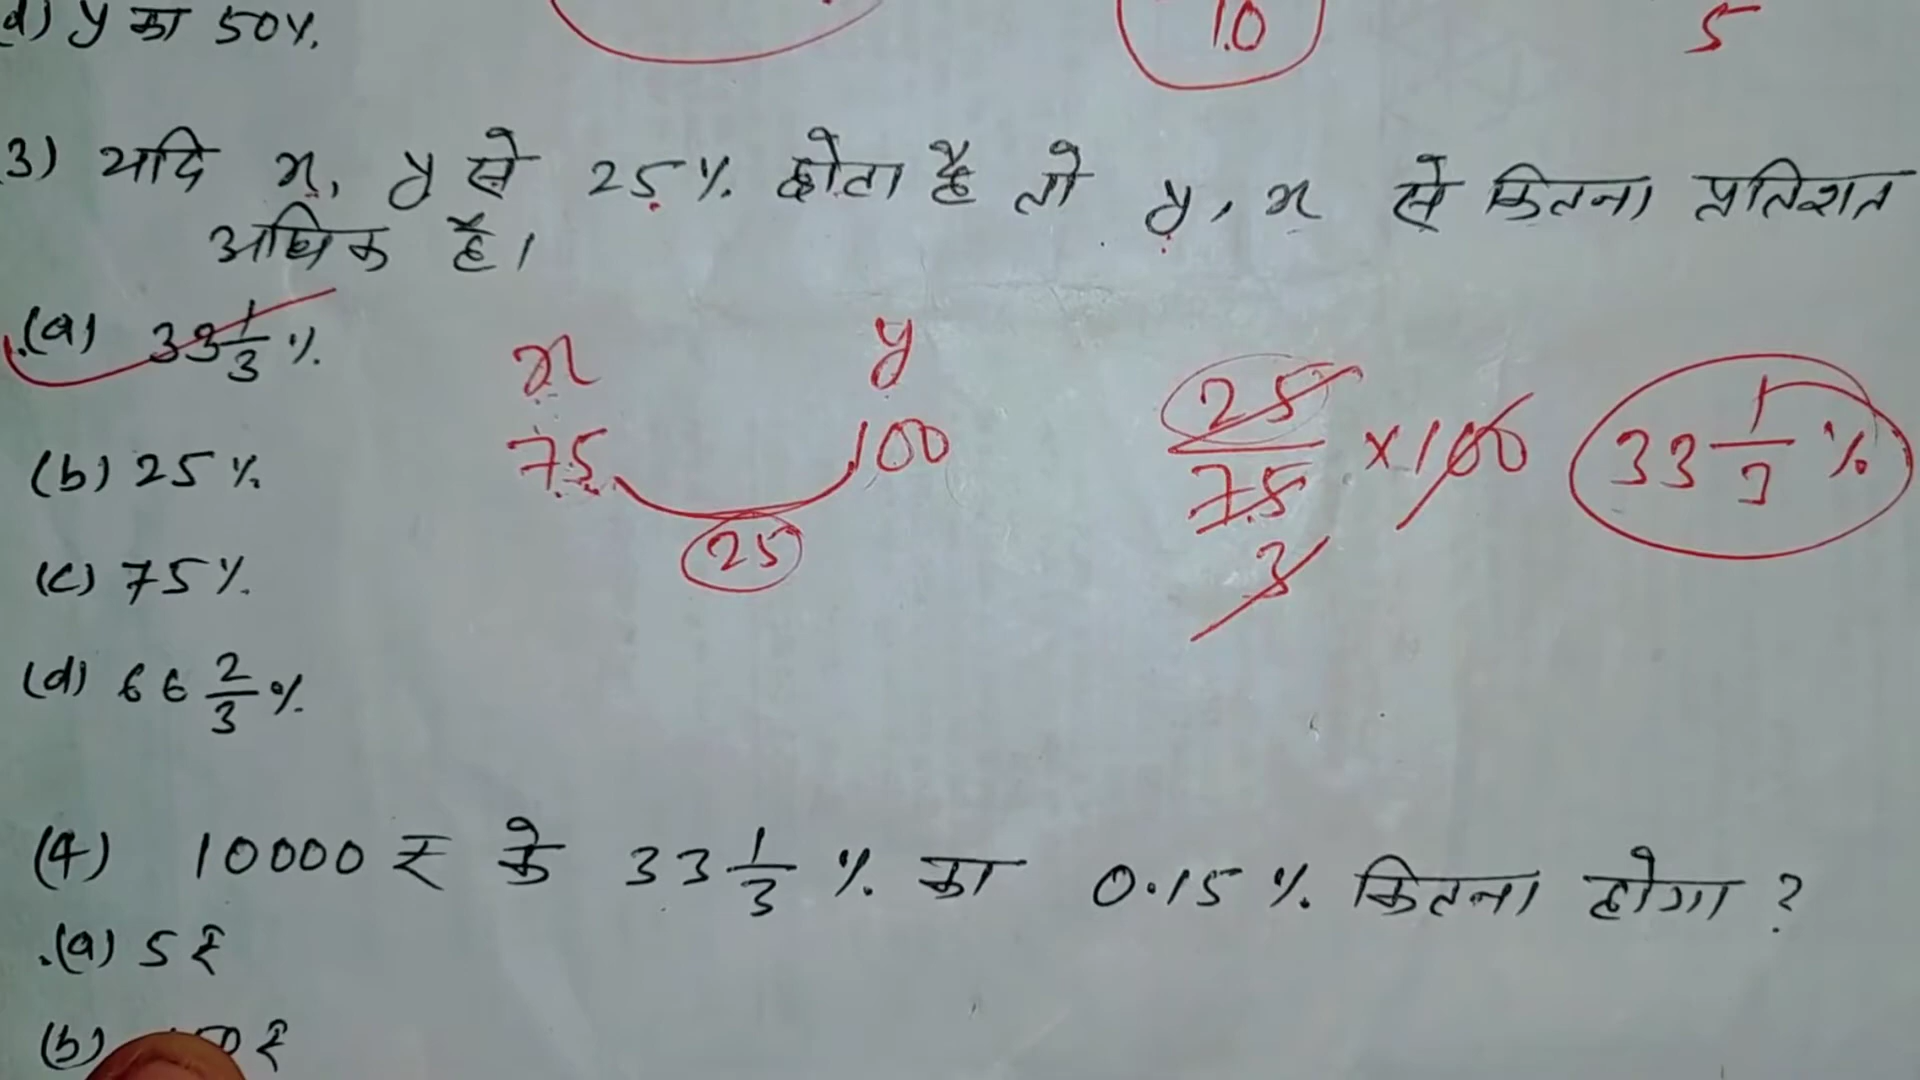 d) y का 50%.
10
5
3) यदि x, y से 25% होता है तो y, x से कितना प्रतिशत
अधिक है।
(a) 33 1/3 %.
x y
75 100
25
25/75 × 100
3
33 1/3 %
(b) 25 %.
(c) 75 %.
(d) 66 2/3 %.
(4) 10000 ₹ के 33 1/3 %. का 0.15 %. कितना होगा ?
(a) 5 ₹
(b) 0 ₹